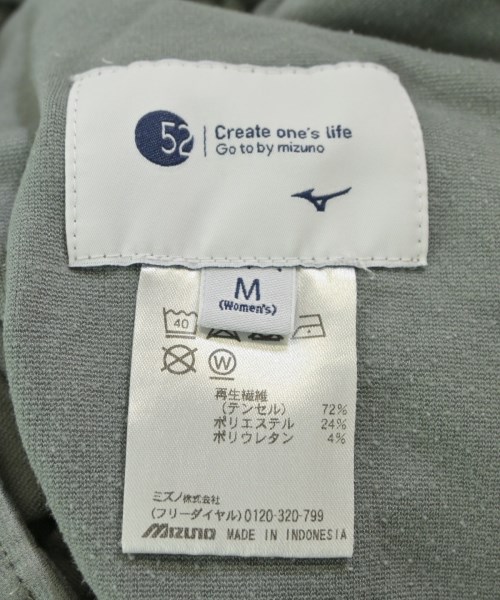 52 Create one's life
Go to by mizuno
M
(Women's)
40
W
再生繊維
(テンセル) 72%
ポリエステル 24%
ポリウレタン 4%
ミズノ株式会社
(フリーダイヤル)0120-320-799
MIZUNO MADE IN INDONESIA